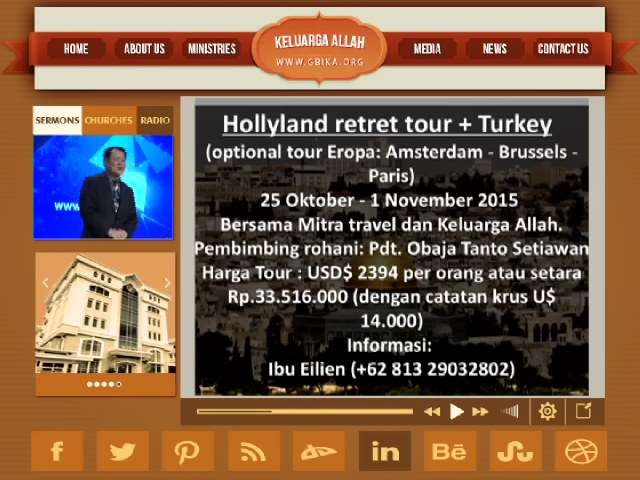 HOME
ABOUT US
MINISTRIES
KELUARGA ALLAH
WWW.GBIKA.ORG
MEDIA
NEWS
CONTACT US
SERMONS
CHURCHES
RADIO
www
Hollyland retret tour + Turkey
(optional tour Eropa: Amsterdam - Brussels -
Paris)
25 Oktober - 1 November 2015
Bersama Mitra travel dan Keluarga Allah.
Pembimbing rohani: Pdt. Obaja Tanto Setiawan
Harga Tour : USD$ 2394 per orang atau setara
Rp.33.516.000 (dengan catatan krus U$
14.000)
Informasi:
Ibu Eilien (+62 813 29032802)
f
in
Bē